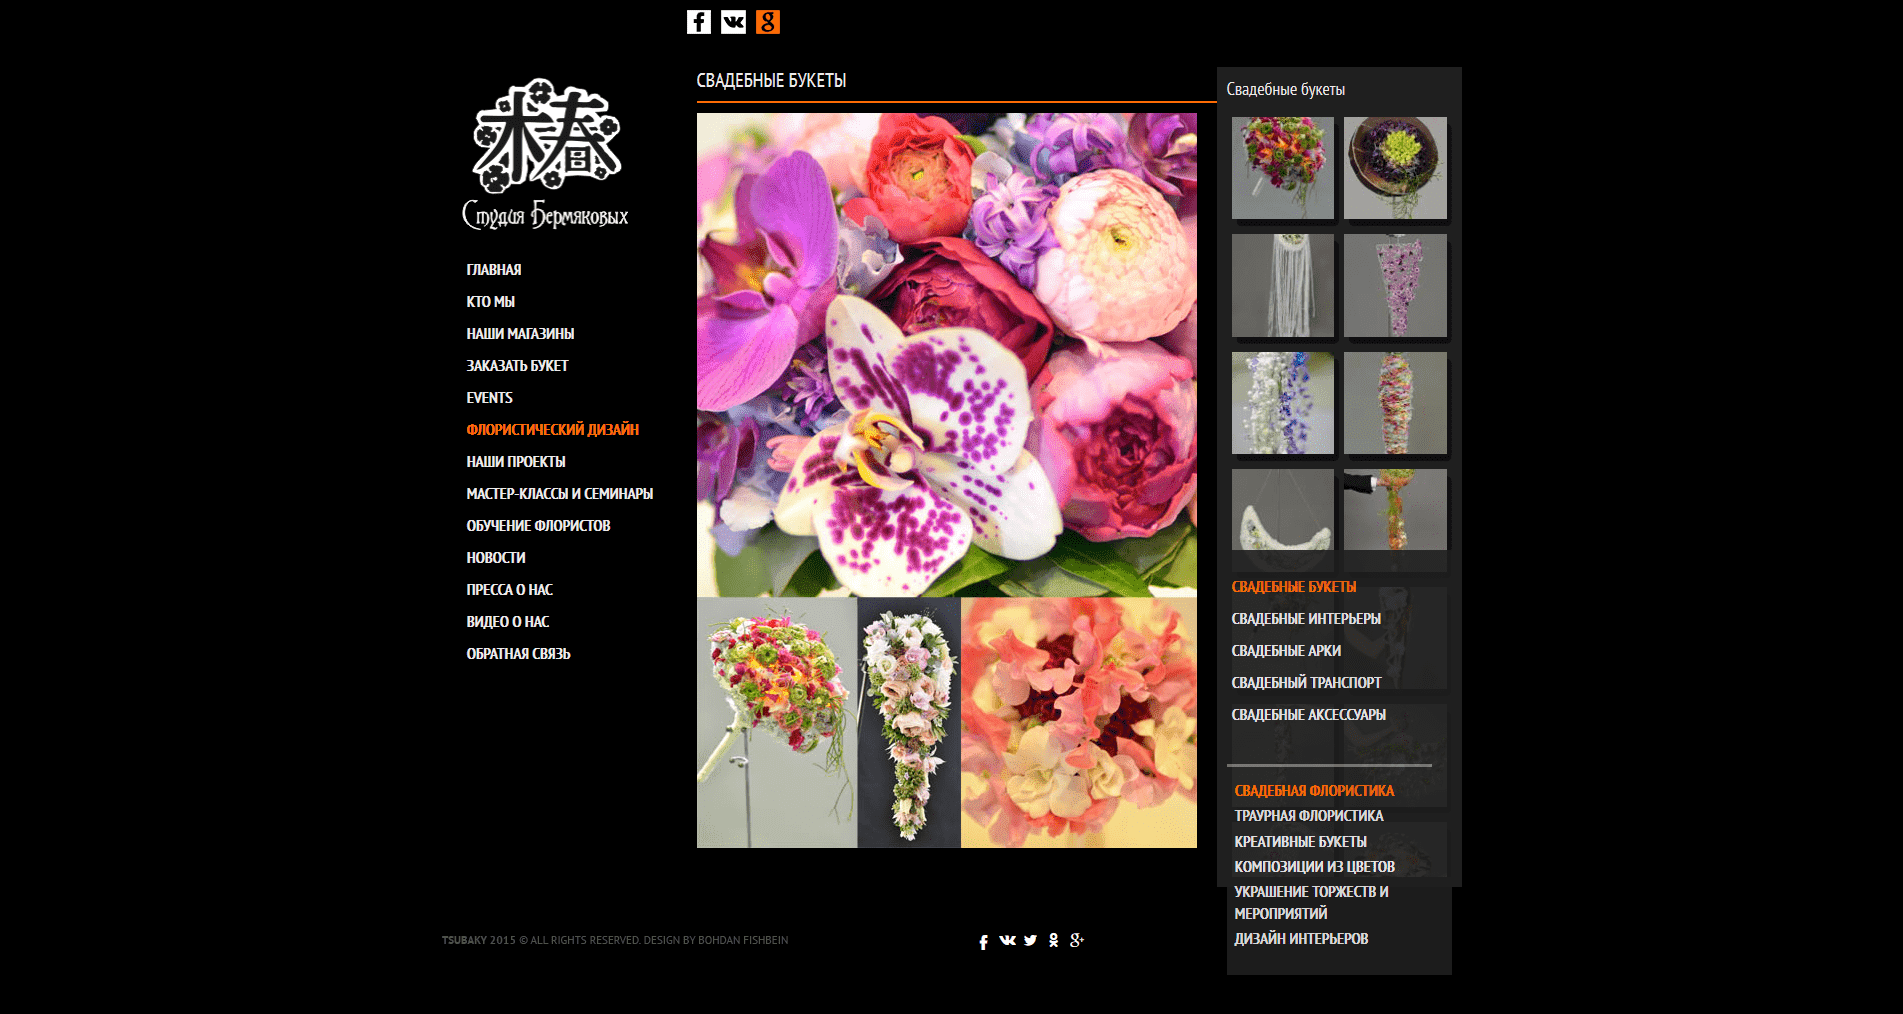 СВАДЕБНЫЕ БУКЕТЫ
椿
Студия Бермяковых
ГЛАВНАЯ
КТО МЫ
НАШИ МАГАЗИНЫ
ЗАКАЗАТЬ БУКЕТ
EVENTS
ФЛОРИСТИЧЕСКИЙ ДИЗАЙН
НАШИ ПРОЕКТЫ
МАСТЕР-КЛАССЫ И СЕМИНАРЫ
ОБУЧЕНИЕ ФЛОРИСТОВ
НОВОСТИ
ПРЕССА О НАС
ВИДЕО О НАС
ОБРАТНАЯ СВЯЗЬ
Свадебные букеты
СВАДЕБНЫЕ БУКЕТЫ
СВАДЕБНЫЕ ИНТЕРЬЕРЫ
СВАДЕБНЫЕ АРКИ
СВАДЕБНЫЙ ТРАНСПОРТ
СВАДЕБНЫЕ АКСЕССУАРЫ
СВАДЕБНАЯ ФЛОРИСТИКА
ТРАУРНАЯ ФЛОРИСТИКА
КРЕАТИВНЫЕ БУКЕТЫ
КОМПОЗИЦИИ ИЗ ЦВЕТОВ
УКРАШЕНИЕ ТОРЖЕСТВ И
МЕРОПРИЯТИЙ
ДИЗАЙН ИНТЕРЬЕРОВ
TSUBAKY 2015 © ALL RIGHTS RESERVED. DESIGN BY BOHDAN FISHBEIN